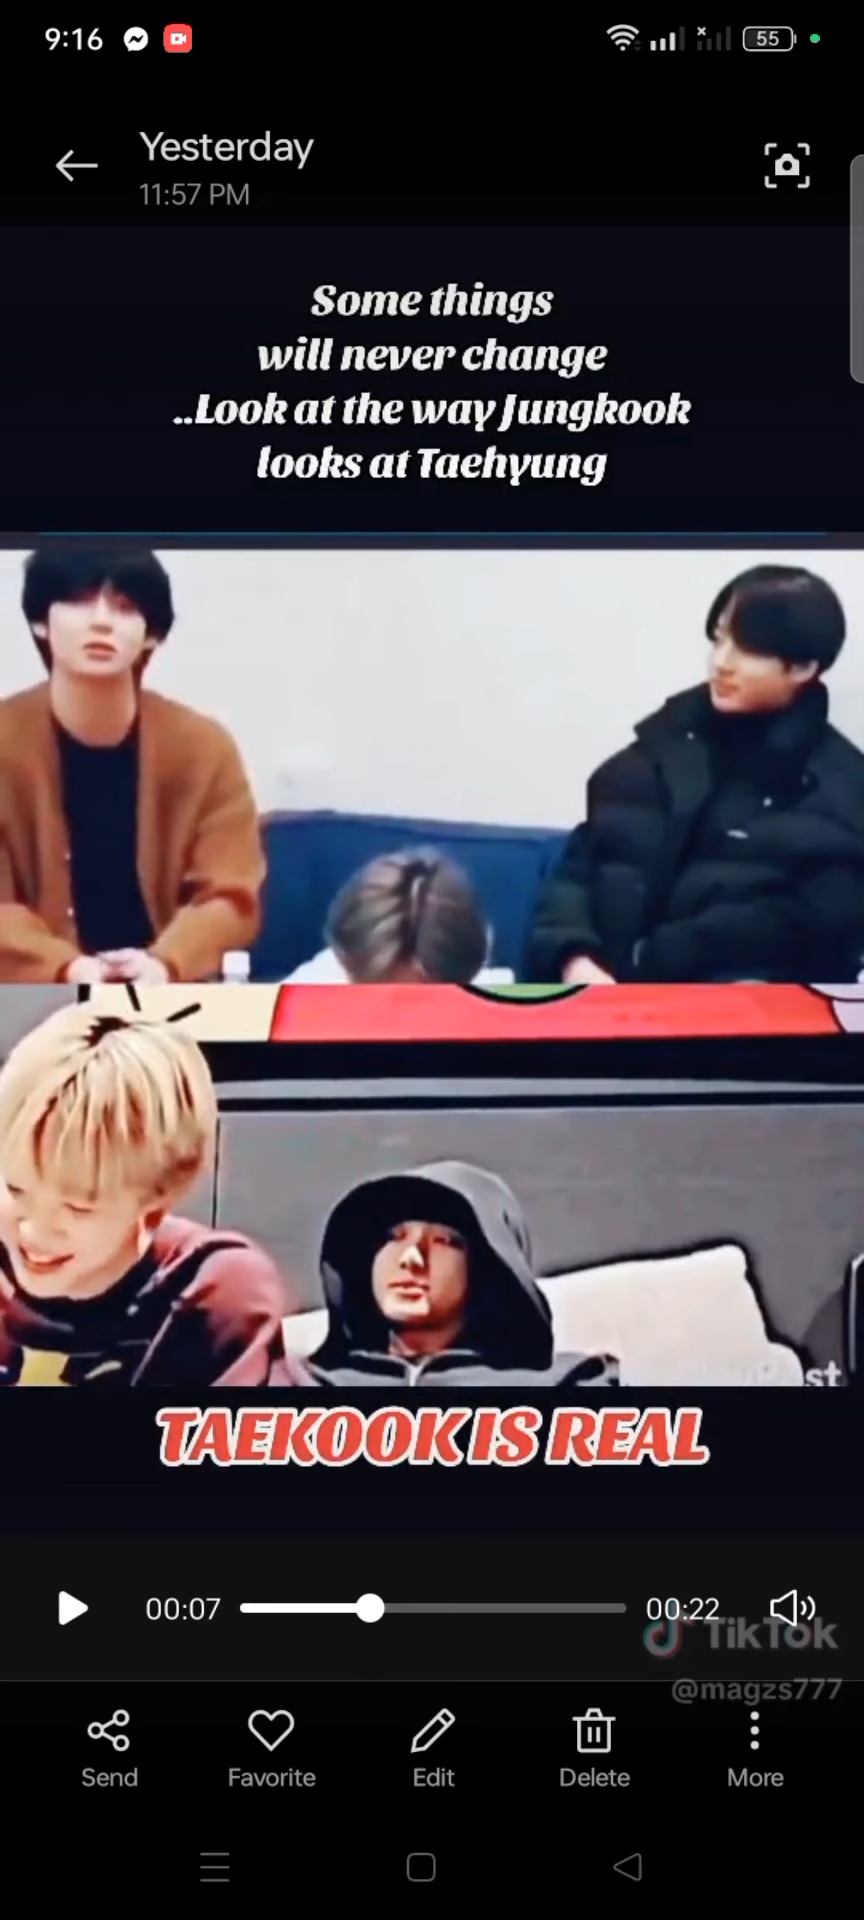 9:16
55
Yesterday
11:57 PM
Some things
will never change
..Look at the way Jungkook
looks at Taehyung
st
TAEKOOK IS REAL
00:07
00:22
TikTok
@magzs777
Send
Favorite
Edit
Delete
More